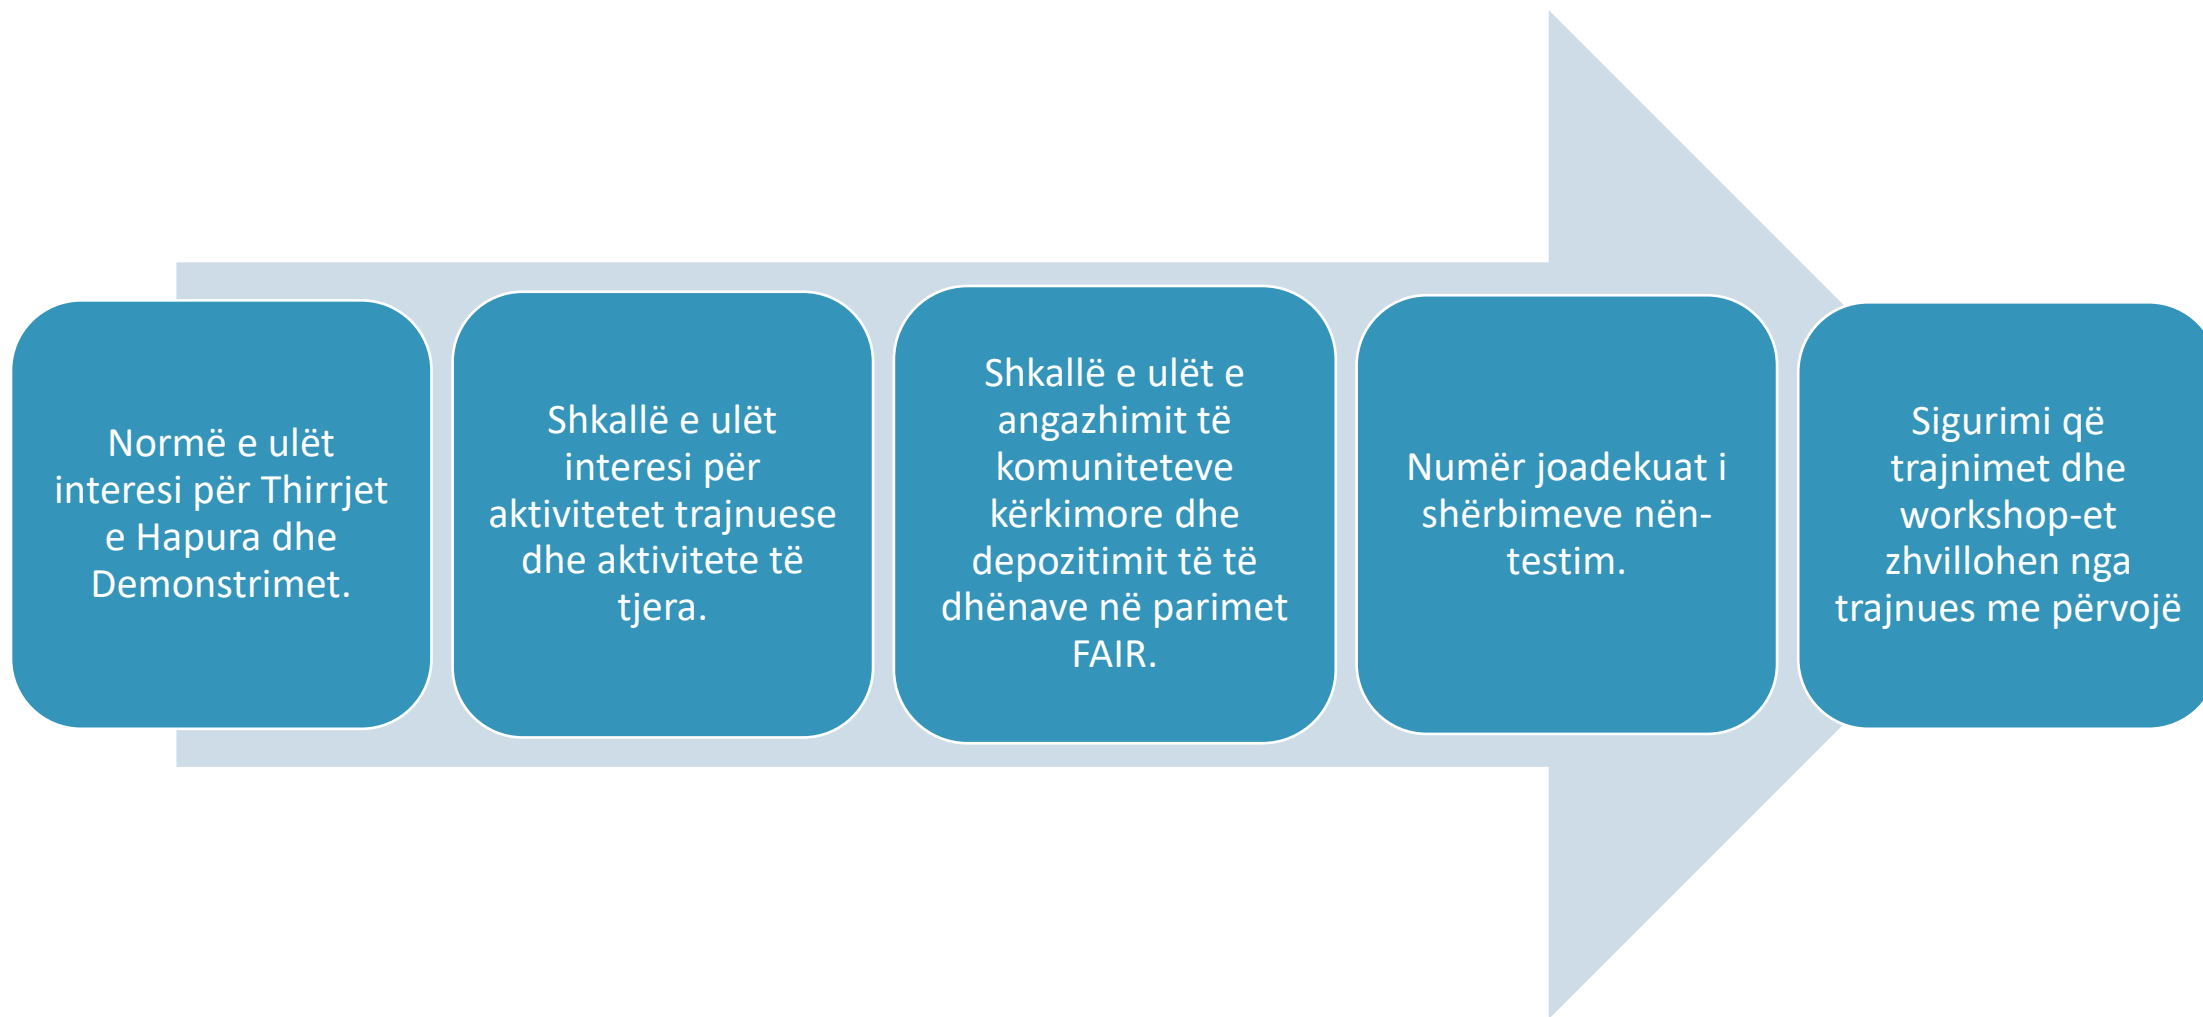 Normë e ulët
interesi për Thirrjet
e Hapura dhe
Demonstrimet.
Shkallë e ulët
interesi për
aktivitetet trajnuese
dhe aktivitete të
tjera.
Shkallë e ulët e
angazhimit të
komuniteteve
kërkimore dhe
depozitimit të të
dhënave në parimet
FAIR.
Numër joadekuat i
shërbimeve nën-
testim.
Sigurimi që
trajnimet dhe
workshop-et
zhvillohen nga
trajnues me përvojë